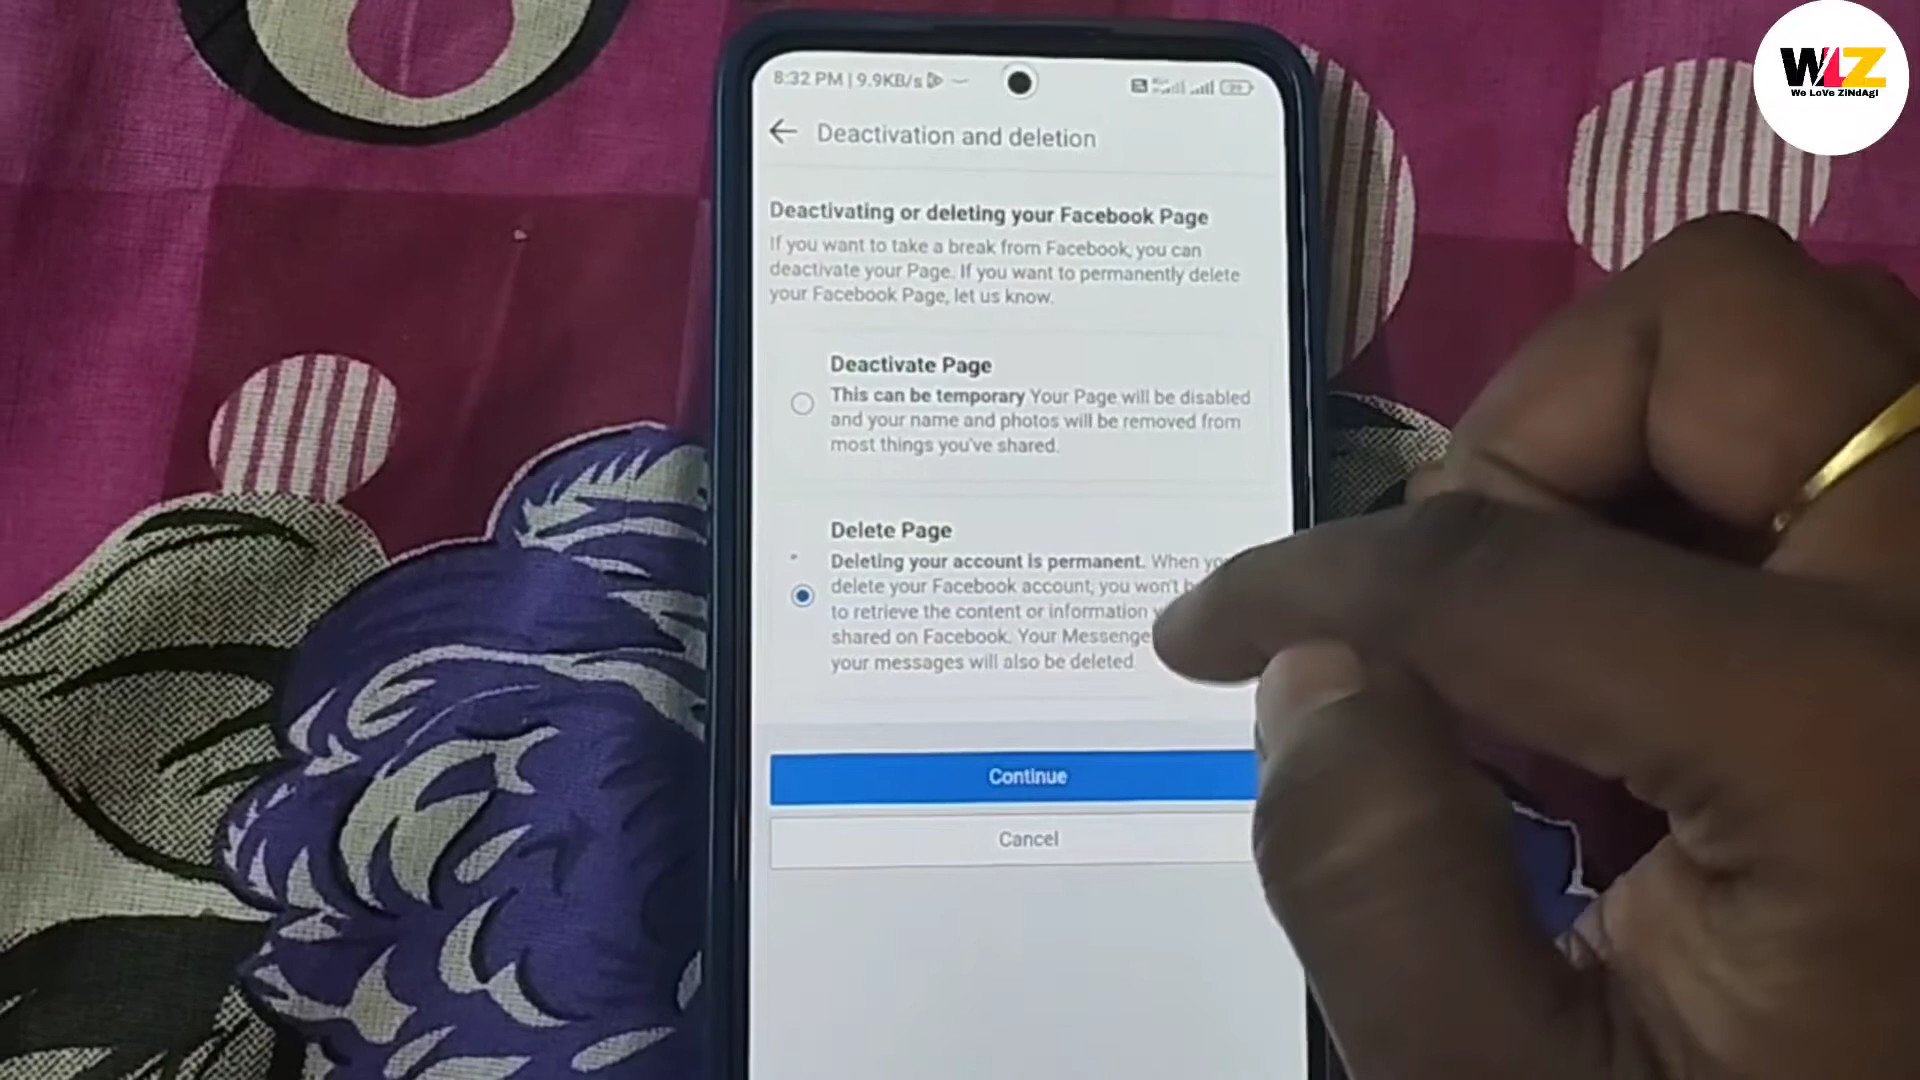 WLZ
We LoVe ZiNdAgI
8:32 PM | 9.9KB/s
Deactivation and deletion
Deactivating or deleting your Facebook Page
If you want to take a break from Facebook, you can
deactivate your Page. If you want to permanently delete
your Facebook Page, let us know.
Deactivate Page
This can be temporary Your Page will be disabled
and your name and photos will be removed from
most things you've shared.
Delete Page
Deleting your account is permanent. When
delete your Facebook account, you won't
to retrieve the content or information
shared on Facebook. Your
your messages will also be deleted.
Continue
Cancel